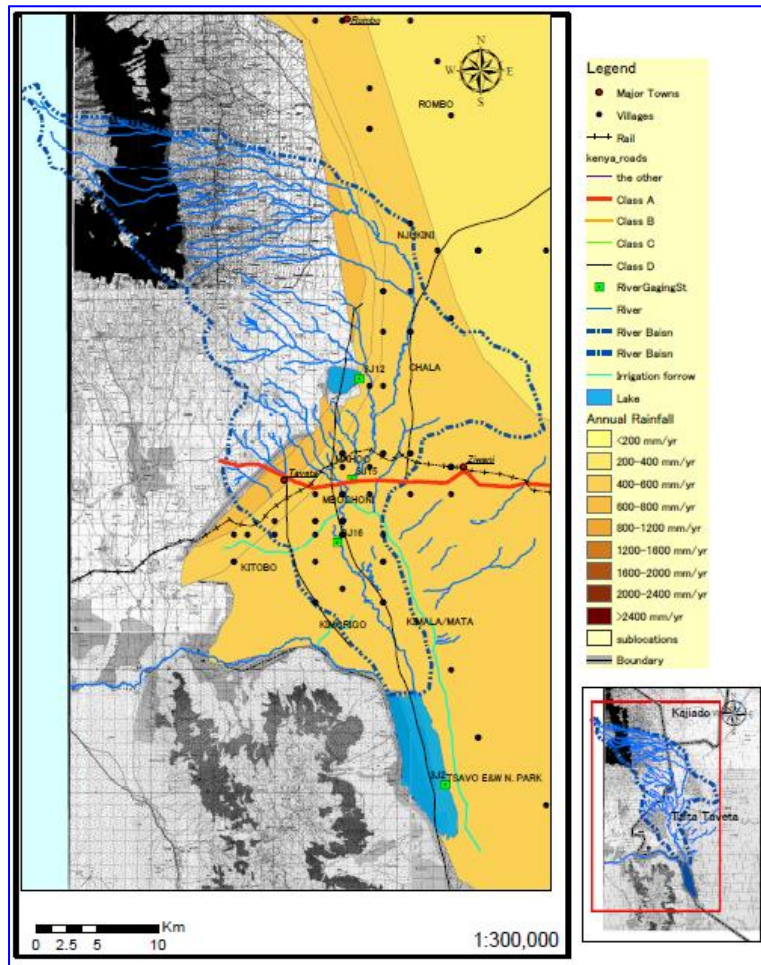 Rombo
N
W E
S
ROMBO
NJUKINI
3J12
CHALA
3J15
Ziwani
Taveta
MBOGHONI
3J16
KITOBO
KIMORIGO
KIMALA/MATA
3J2
TSAVO E&W N. PARK
Km
0 2.5 5 10
1:300,000
Legend
Major Towns
Villages
Rail
kenya_roads
the other
Class A
Class B
Class C
Class D
RiverGagingSt
River
River Baisn
River Baisn
Irrigation forrow
Lake
Annual Rainfall
<200 mm/yr
200-400 mm/yr
400-600 mm/yr
600-800 mm/yr
800-1200 mm/yr
1200-1600 mm/yr
1600-2000 mm/yr
2000-2400 mm/yr
>2400 mm/yr
sublocations
Boundary
Kajiado
Taita Taveta